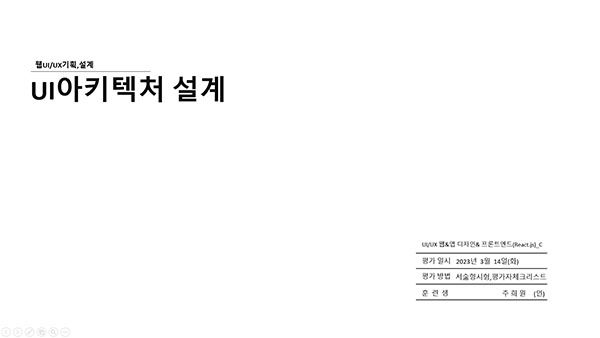 웹UI/UX기획,설계
UI아키텍처 설계
UI/UX 웹&앱 디자인& 프론트엔드(React.js)_C
평가 일시 2023년 3월 14일(화)
평가 방법 서술형시험,평가자체크리스트
훈 련 생 주 희 원 (인)